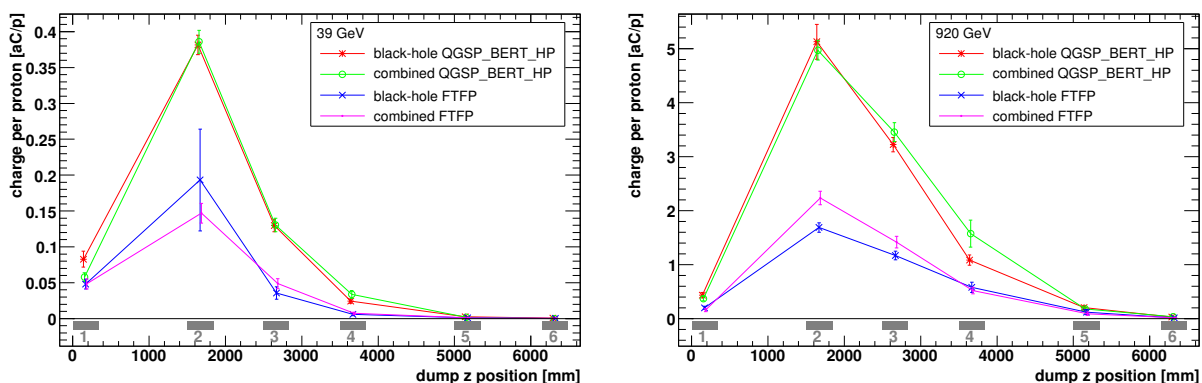 charge per proton [aC/p]
39 GeV
black-hole QGSP_BERT_HP
combined QGSP_BERT_HP
black-hole FTFP
combined FTFP
0.4
0.35
0.3
0.25
0.2
0.15
0.1
0.05
0
1 2 3 4 5 6
0 1000 2000 3000 4000 5000 6000
dump z position [mm]
charge per proton [aC/p]
920 GeV
black-hole QGSP_BERT_HP
combined QGSP_BERT_HP
black-hole FTFP
combined FTFP
5
4
3
2
1
0
1 2 3 4 5 6
0 1000 2000 3000 4000 5000 6000
dump z position [mm]